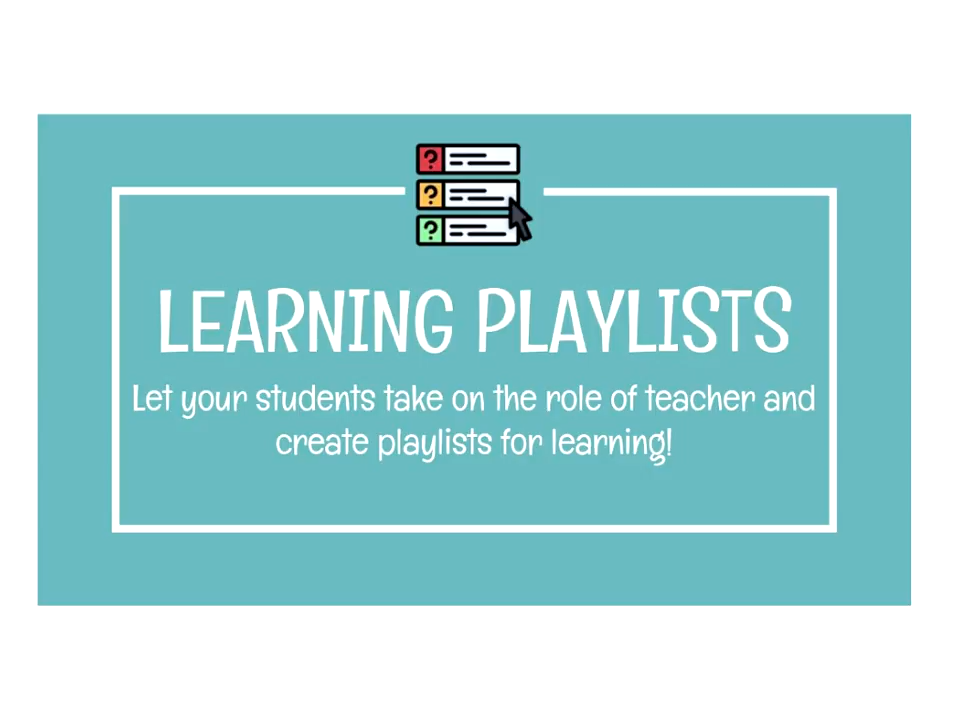 LEARNING PLAYLISTS
Let your students take on the role of teacher and
create playlists for learning!